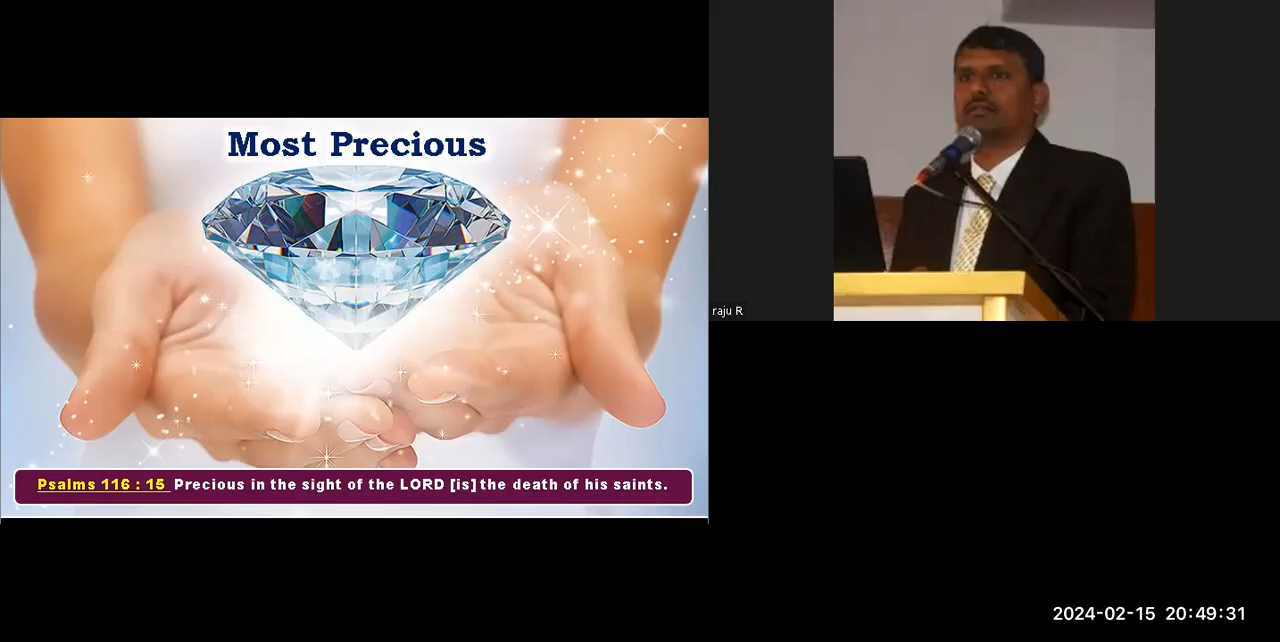 Most Precious
Psalms 116 : 15 Precious in the sight of the LORD [is] the death of his saints.
raju R
2024-02-15 20:49:31